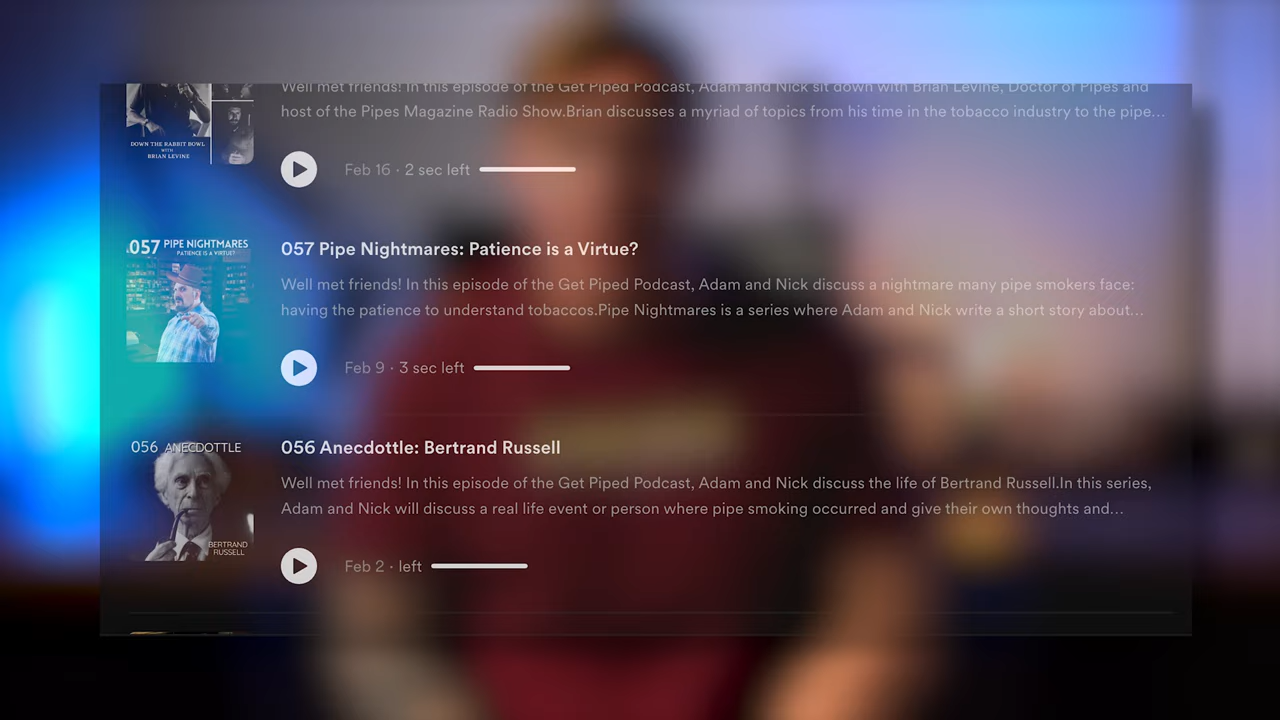 Well met friends! In this episode of the Get Piped Podcast, Adam and Nick sit down with Brian Levine, Doctor of Pipes and
host of the Pipes Magazine Radio Show.Brian discusses a myriad of topics from his time in the tobacco industry to the pipe…
DOWN THE RABBIT BOWL
WITH
BRIAN LEVINE
Feb 16 · 2 sec left
057 PIPE NIGHTMARES
PATIENCE IS A VIRTUE?
057 Pipe Nightmares: Patience is a Virtue?
Well met friends! In this episode of the Get Piped Podcast, Adam and Nick discuss a nightmare many pipe smokers face:
having the patience to understand tobaccos.Pipe Nightmares is a series where Adam and Nick write a short story about…
Feb 9 · 3 sec left
056 ANECDOTTLE
BERTRAND
RUSSELL
056 Anecdottle: Bertrand Russell
Well met friends! In this episode of the Get Piped Podcast, Adam and Nick discuss the life of Bertrand Russell.In this series,
Adam and Nick will discuss a real life event or person where pipe smoking occurred and give their own thoughts and…
Feb 2 · left